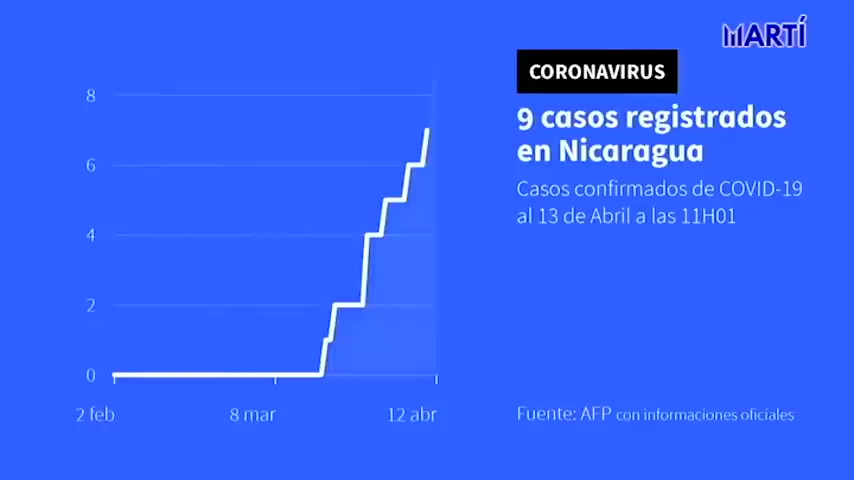 MARTÍ
CORONAVIRUS
9 casos registrados
en Nicaragua
Casos confirmados de COVID-19
al 13 de Abril a las 11H01
8
6
4
2
0
2 feb
8 mar
12 abr
Fuente: AFP con informaciones oficiales